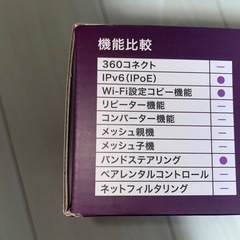 機能比較
360コネクト –
IPv6(IPoE) ●
Wi-Fi設定コピー機能 ●
リピーター機能 –
コンバーター機能 –
メッシュ親機 –
メッシュ子機 –
バンドステアリング ●
ペアレンタルコントロール –
ネットフィルタリング –